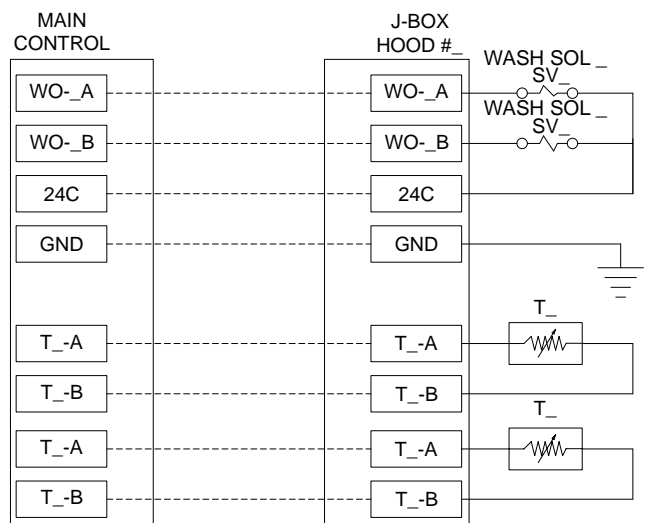 MAIN
CONTROL
J-BOX
HOOD #_
WASH SOL _
SV_
WO-_A
WO-_A
WASH SOL _
SV_
WO-_B
WO-_B
24C
24C
GND
GND
T_
T_-A
T_-A
T_-B
T_-B
T_
T_-A
T_-A
T_-B
T_-B